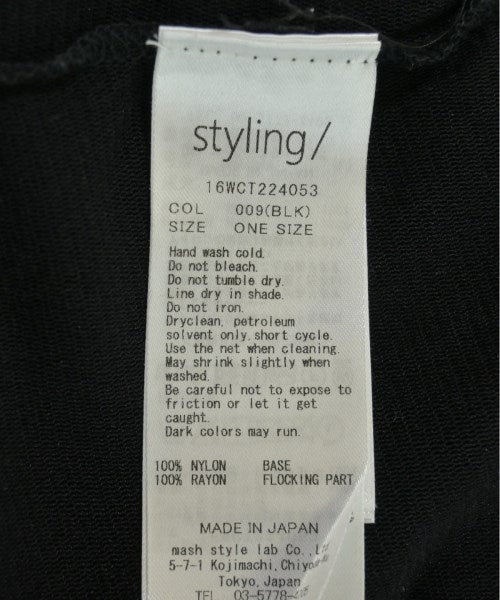 styling/
16WCT224053
COL 009(BLK)
SIZE ONE SIZE
Hand wash cold.
Do not bleach.
Do not tumble dry.
Line dry in shade.
Do not iron.
Dryclean, petroleum
solvent only,short cycle.
Use the net when cleaning.
May shrink slightly when
washed.
Be careful not to expose to
friction or let it get
caught.
Dark colors may run.
100% NYLON BASE
100% RAYON FLOCKING PART
MADE IN JAPAN
mash style lab Co.,
5-7-1 Kojimachi,
Tokyo,Japan
TEL 03-5778-